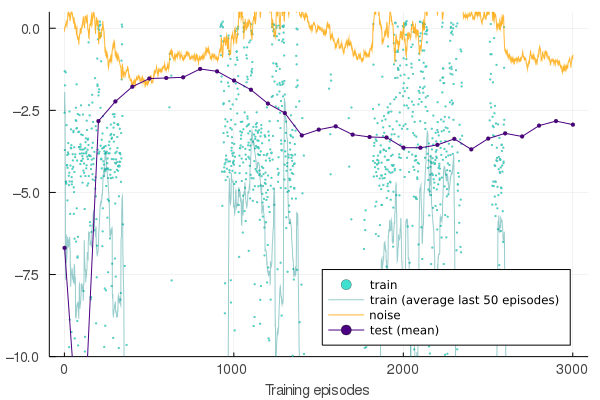 0.0
−2.5
−5.0
−7.5
−10.0
train
train (average last 50 episodes)
noise
test (mean)
0 1000 2000 3000
Training episodes